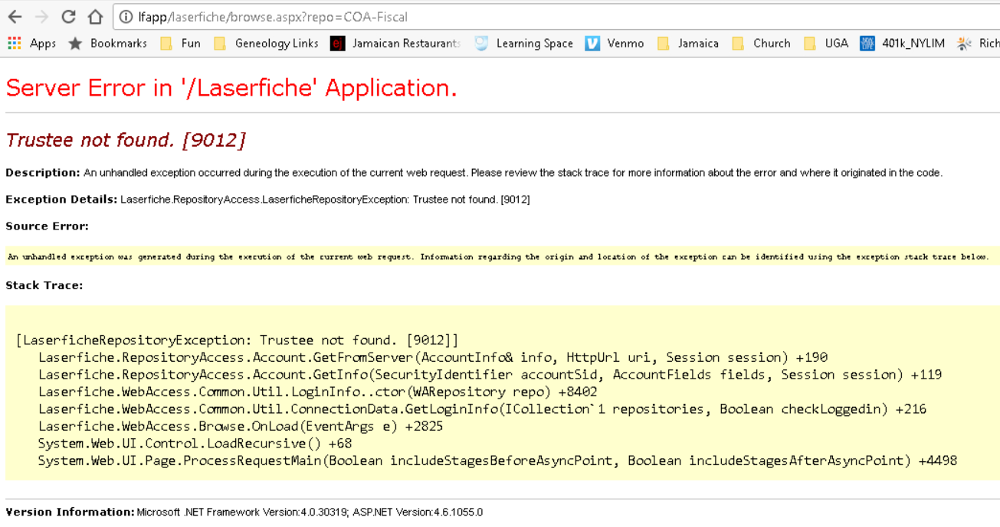 lfapp/laserfiche/browse.aspx?repo=COA-Fiscal
Apps Bookmarks Fun Geneology Links ej Jamaican Restaurants Learning Space Venmo Jamaica Church UGA 401k_NYLIM Rich
Server Error in '/Laserfiche' Application.
Trustee not found. [9012]
Description: An unhandled exception occurred during the execution of the current web request. Please review the stack trace for more information about the error and where it originated in the code.
Exception Details: Laserfiche.RepositoryAccess.LaserficheRepositoryException: Trustee not found. [9012]
Source Error:
An unhandled exception was generated during the execution of the current web request. Information regarding the origin and location of the exception can be identified using the exception stack trace below.
Stack Trace:
[LaserficheRepositoryException: Trustee not found. [9012]]
Laserfiche.RepositoryAccess.Account.GetFromServer(AccountInfo& info, HttpUrl uri, Session session) +190
Laserfiche.RepositoryAccess.Account.GetInfo(SecurityIdentifier accountSid, AccountFields fields, Session session) +119
Laserfiche.WebAccess.Common.Util.LoginInfo..ctor(WARepository repo) +8402
Laserfiche.WebAccess.Common.Util.ConnectionData.GetLoginInfo(ICollection`1 repositories, Boolean checkLoggedin) +216
Laserfiche.WebAccess.Browse.OnLoad(EventArgs e) +2825
System.Web.UI.Control.LoadRecursive() +68
System.Web.UI.Page.ProcessRequestMain(Boolean includeStagesBeforeAsyncPoint, Boolean includeStagesAfterAsyncPoint) +4498
Version Information: Microsoft .NET Framework Version:4.0.30319; ASP.NET Version:4.6.1055.0